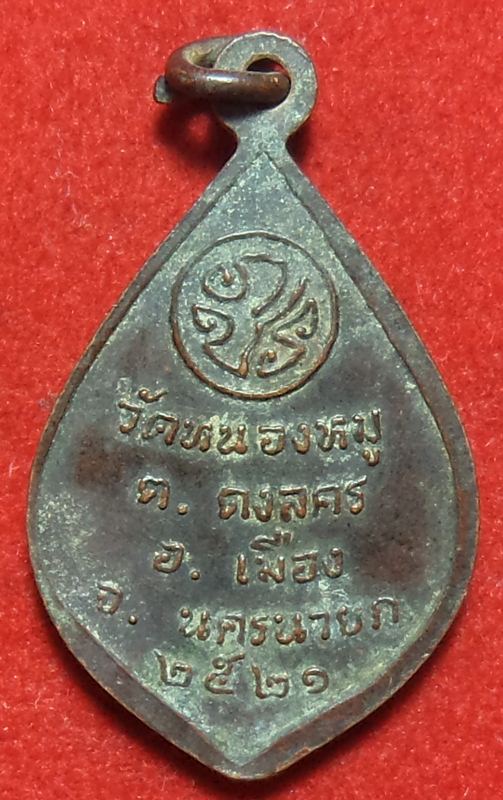 วัดหนองหมู
ต. ดงลคร
อ. เมือง
จ. นครนายก
๒๕๒๑